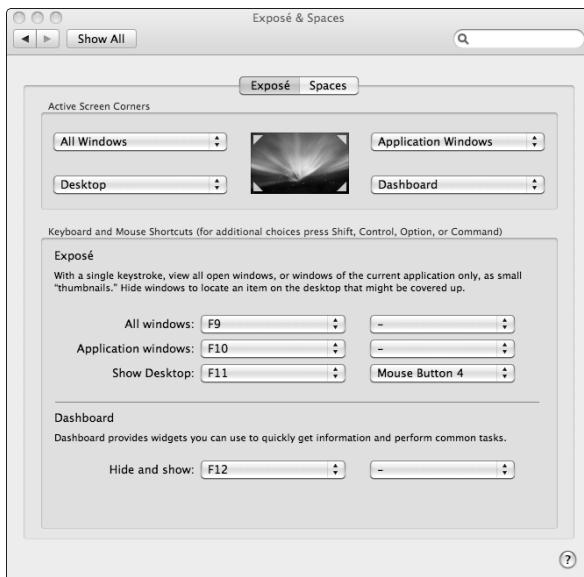 Exposé & Spaces
Show All
Exposé Spaces
Active Screen Corners
All Windows
Application Windows
Desktop
Dashboard
Keyboard and Mouse Shortcuts (for additional choices press Shift, Control, Option, or Command)
Exposé
With a single keystroke, view all open windows, or windows of the current application only, as small
“thumbnails.” Hide windows to locate an item on the desktop that might be covered up.
All windows: F9 –
Application windows: F10 –
Show Desktop: F11 Mouse Button 4
Dashboard
Dashboard provides widgets you can use to quickly get information and perform common tasks.
Hide and show: F12 –
?